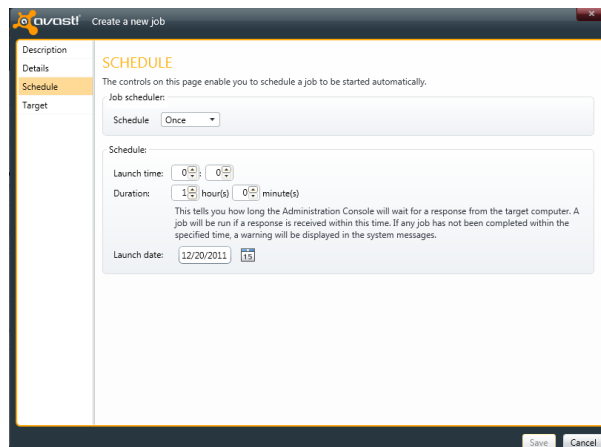 avast! Create a new job
Description
Details
Schedule
Target
SCHEDULE
The controls on this page enable you to schedule a job to be started automatically.
Job scheduler:
Schedule Once
Schedule:
Launch time: 0 : 0
Duration: 1 hour(s) 0 minute(s)
This tells you how long the Administration Console will wait for a response from the target computer. A
job will be run if a response is received within this time. If any job has not been completed within the
specified time, a warning will be displayed in the system messages.
Launch date: 12/20/2011 15
Save Cancel